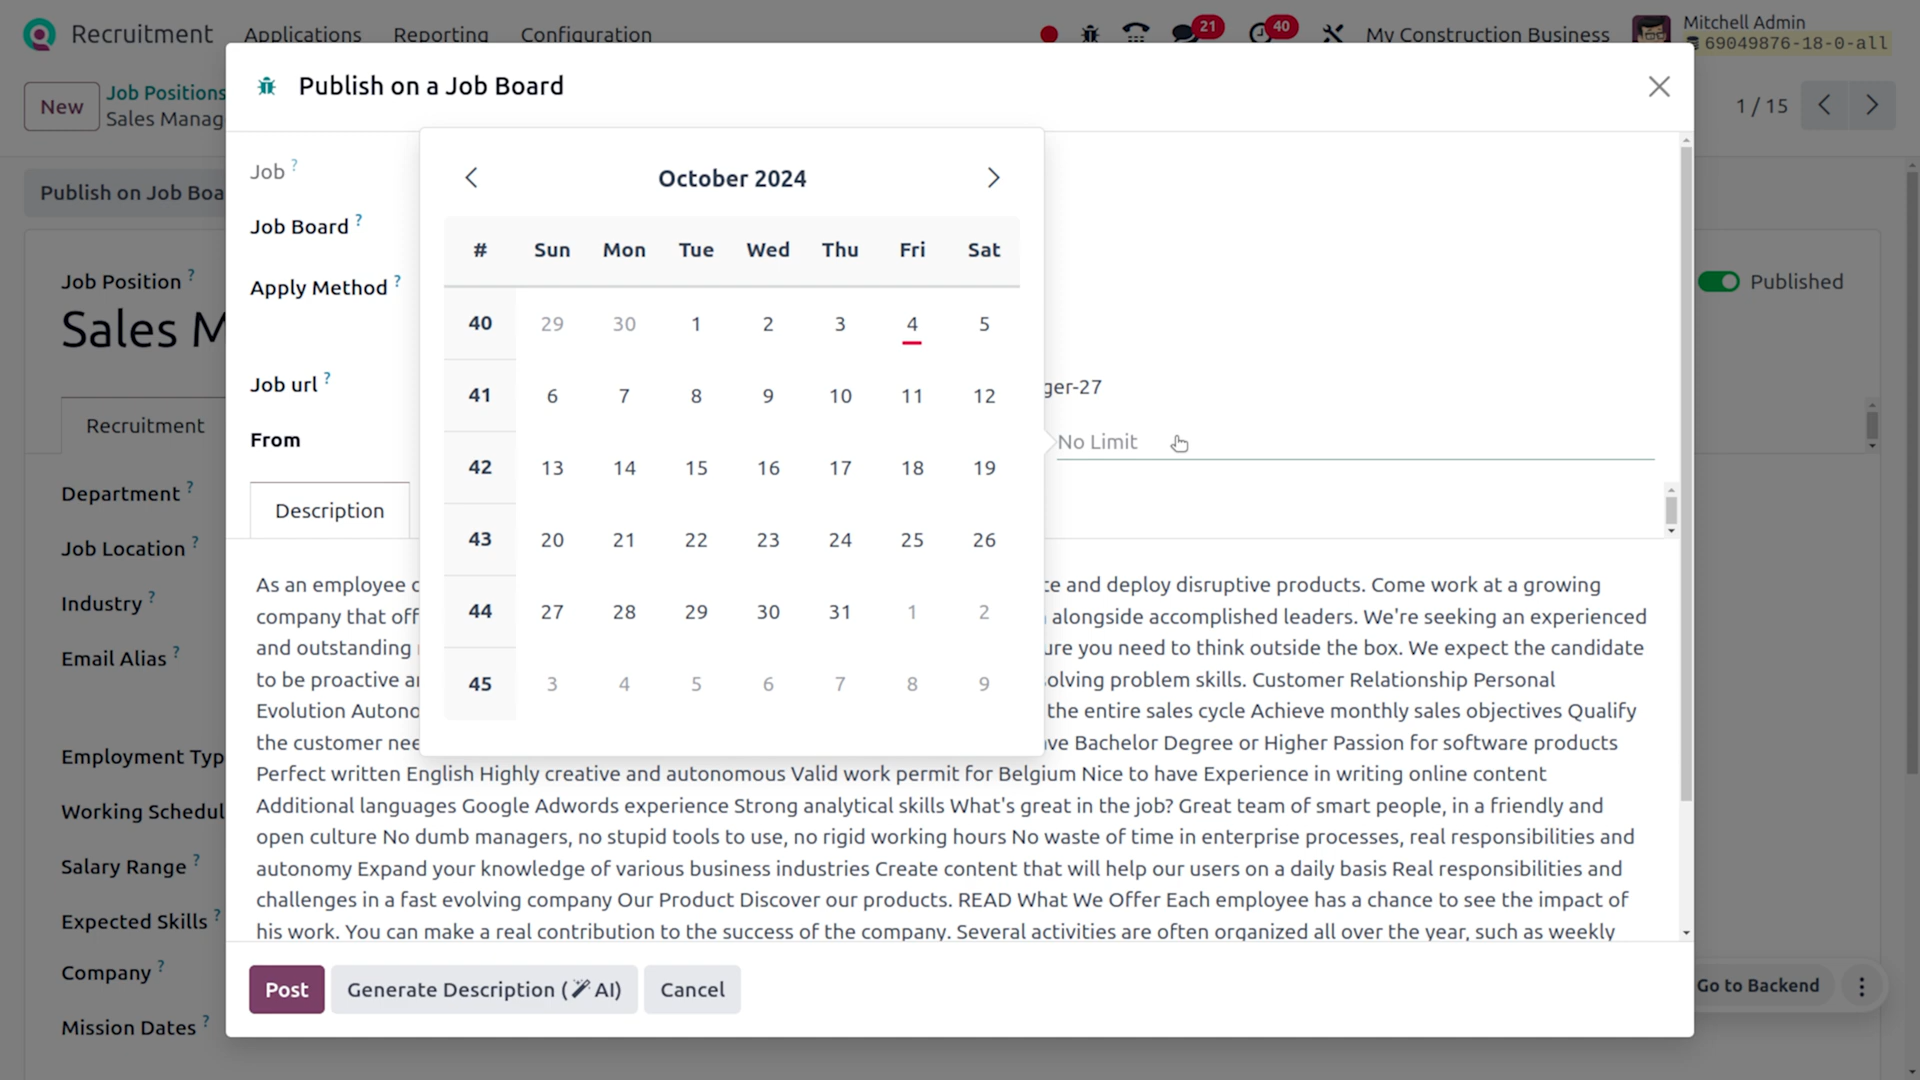 Recruitment Applications Reporting Configuration 21 40 My Construction Business Mitchell Admin
69049876-18-0-all
New Job Positions 1 / 15
Sales Manag
Publish on Job Boa
Job Position ?
Published
Sales M
Recruitment
Department ?
Job Location ?
Industry ?
Email Alias ?
Employment Typ
Working Schedul
Salary Range ?
Expected Skills ?
Company ?
Mission Dates ?
Publish on a Job Board
Job ?
Job Board ?
Apply Method ?
Job url ?
ger-27
From
No Limit
Description
October 2024
# Sun Mon Tue Wed Thu Fri Sat
40 29 30 1 2 3 4 5
41 6 7 8 9 10 11 12
42 13 14 15 16 17 18 19
43 20 21 22 23 24 25 26
44 27 28 29 30 31 1 2
45 3 4 5 6 7 8 9
As an employee te and deploy disruptive products. Come work at a growing
company that off alongside accomplished leaders. We're seeking an experienced
and outstanding ure you need to think outside the box. We expect the candidate
to be proactive a olving problem skills. Customer Relationship Personal
Evolution Autono the entire sales cycle Achieve monthly sales objectives Qualify
the customer nee ve Bachelor Degree or Higher Passion for software products
Perfect written English Highly creative and autonomous Valid work permit for Belgium Nice to have Experience in writing online content
Additional languages Google Adwords experience Strong analytical skills What's great in the job? Great team of smart people, in a friendly and
open culture No dumb managers, no stupid tools to use, no rigid working hours No waste of time in enterprise processes, real responsibilities and
autonomy Expand your knowledge of various business industries Create content that will help our users on a daily basis Real responsibilities and
challenges in a fast evolving company Our Product Discover our products. READ What We Offer Each employee has a chance to see the impact of
his work. You can make a real contribution to the success of the company. Several activities are often organized all over the year, such as weekly
Post Generate Description ( AI) Cancel
Go to Backend